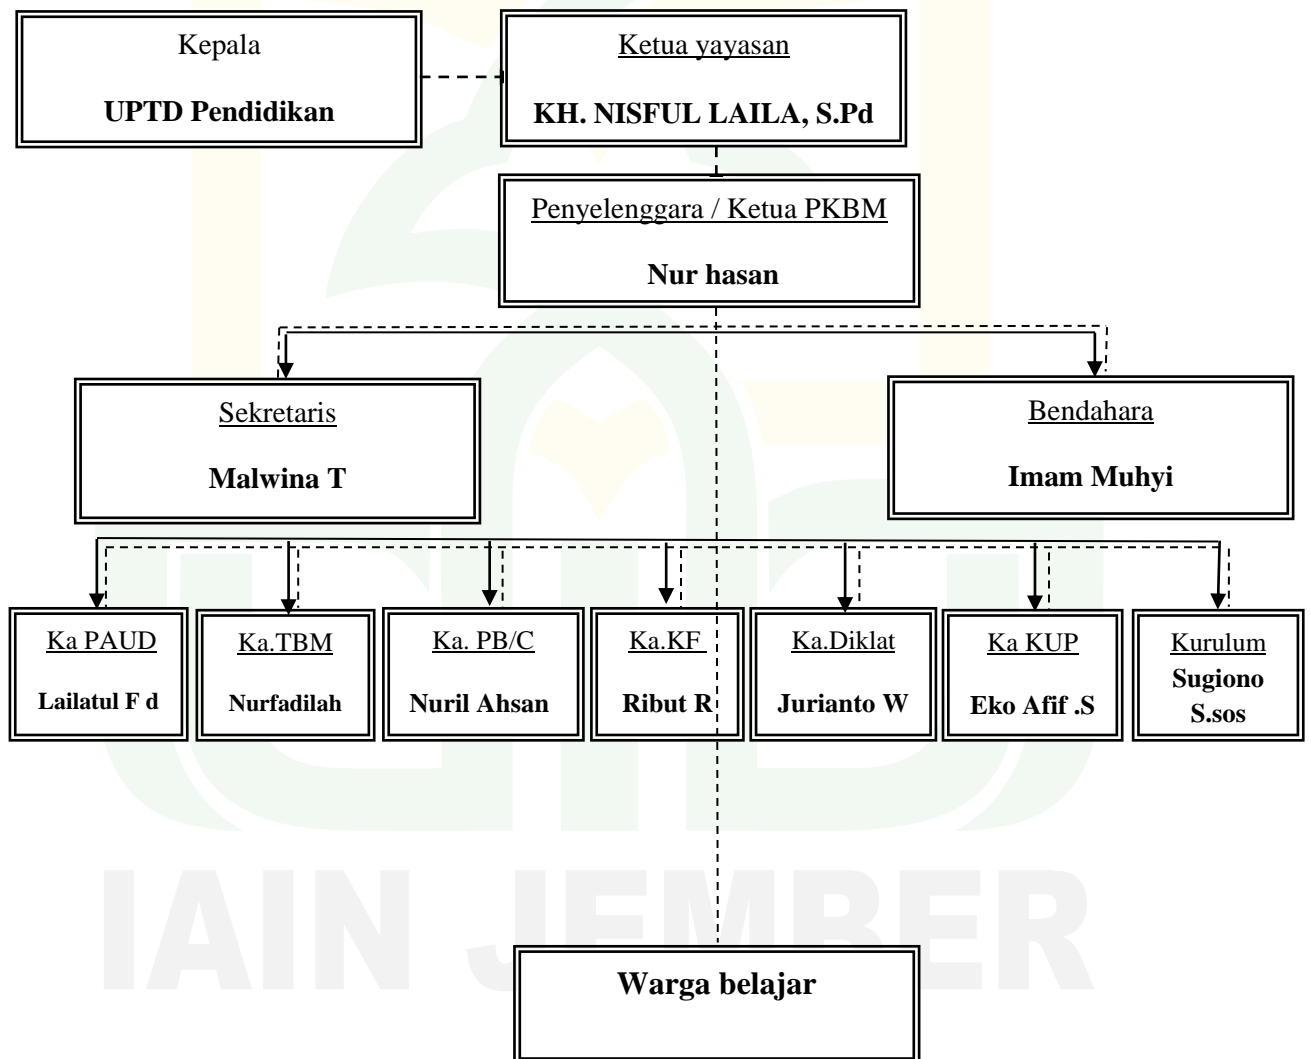 Kepala
UPTD Pendidikan
Ketua yayasan
KH. NISFUL LAILA, S.Pd
Penyelenggara / Ketua PKBM
Nur hasan
Sekretaris
Malwina T
Bendahara
Imam Muhyi
Ka PAUD
Lailatul F d
Ka.TBM
Nurfadilah
Ka. PB/C
Nuril Ahsan
Ka.KF
Ribut R
Ka.Diklat
Jurianto W
Ka KUP
Eko Afif .S
Kurulum
Sugiono
S.sos
IAIN JEMBER
Warga belajar